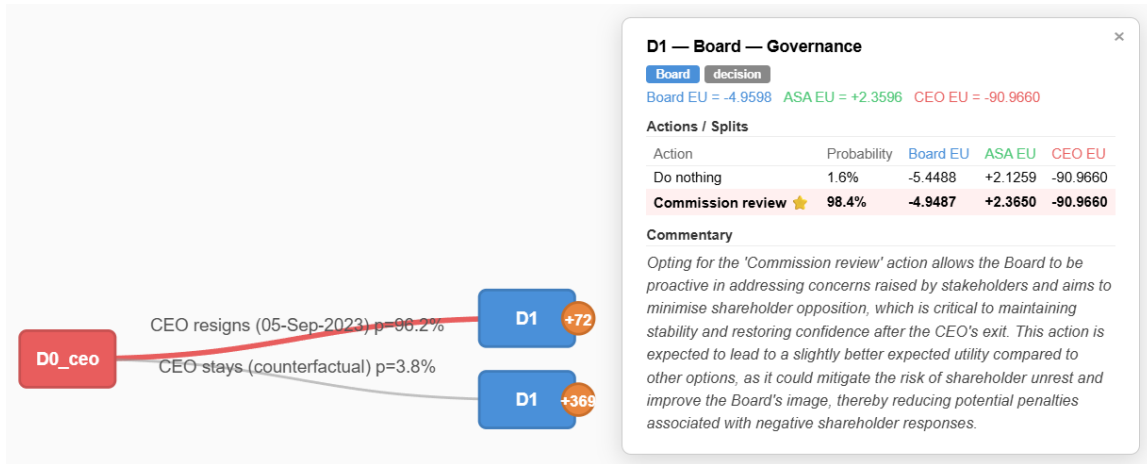 D0_ceo
CEO resigns (05-Sep-2023) p=96.2%
CEO stays (counterfactual) p=3.8%
D1
+72
D1
+369
×
D1 — Board — Governance
Board decision
Board EU = -4.9598 ASA EU = +2.3596 CEO EU = -90.9660
Actions / Splits
Action Probability Board EU ASA EU CEO EU
Do nothing 1.6% -5.4488 +2.1259 -90.9660
Commission review ⭐ 98.4% -4.9487 +2.3650 -90.9660
Commentary
Opting for the 'Commission review' action allows the Board to be
proactive in addressing concerns raised by stakeholders and aims to
minimise shareholder opposition, which is critical to maintaining
stability and restoring confidence after the CEO's exit. This action is
expected to lead to a slightly better expected utility compared to
other options, as it could mitigate the risk of shareholder unrest and
improve the Board's image, thereby reducing potential penalties
associated with negative shareholder responses.